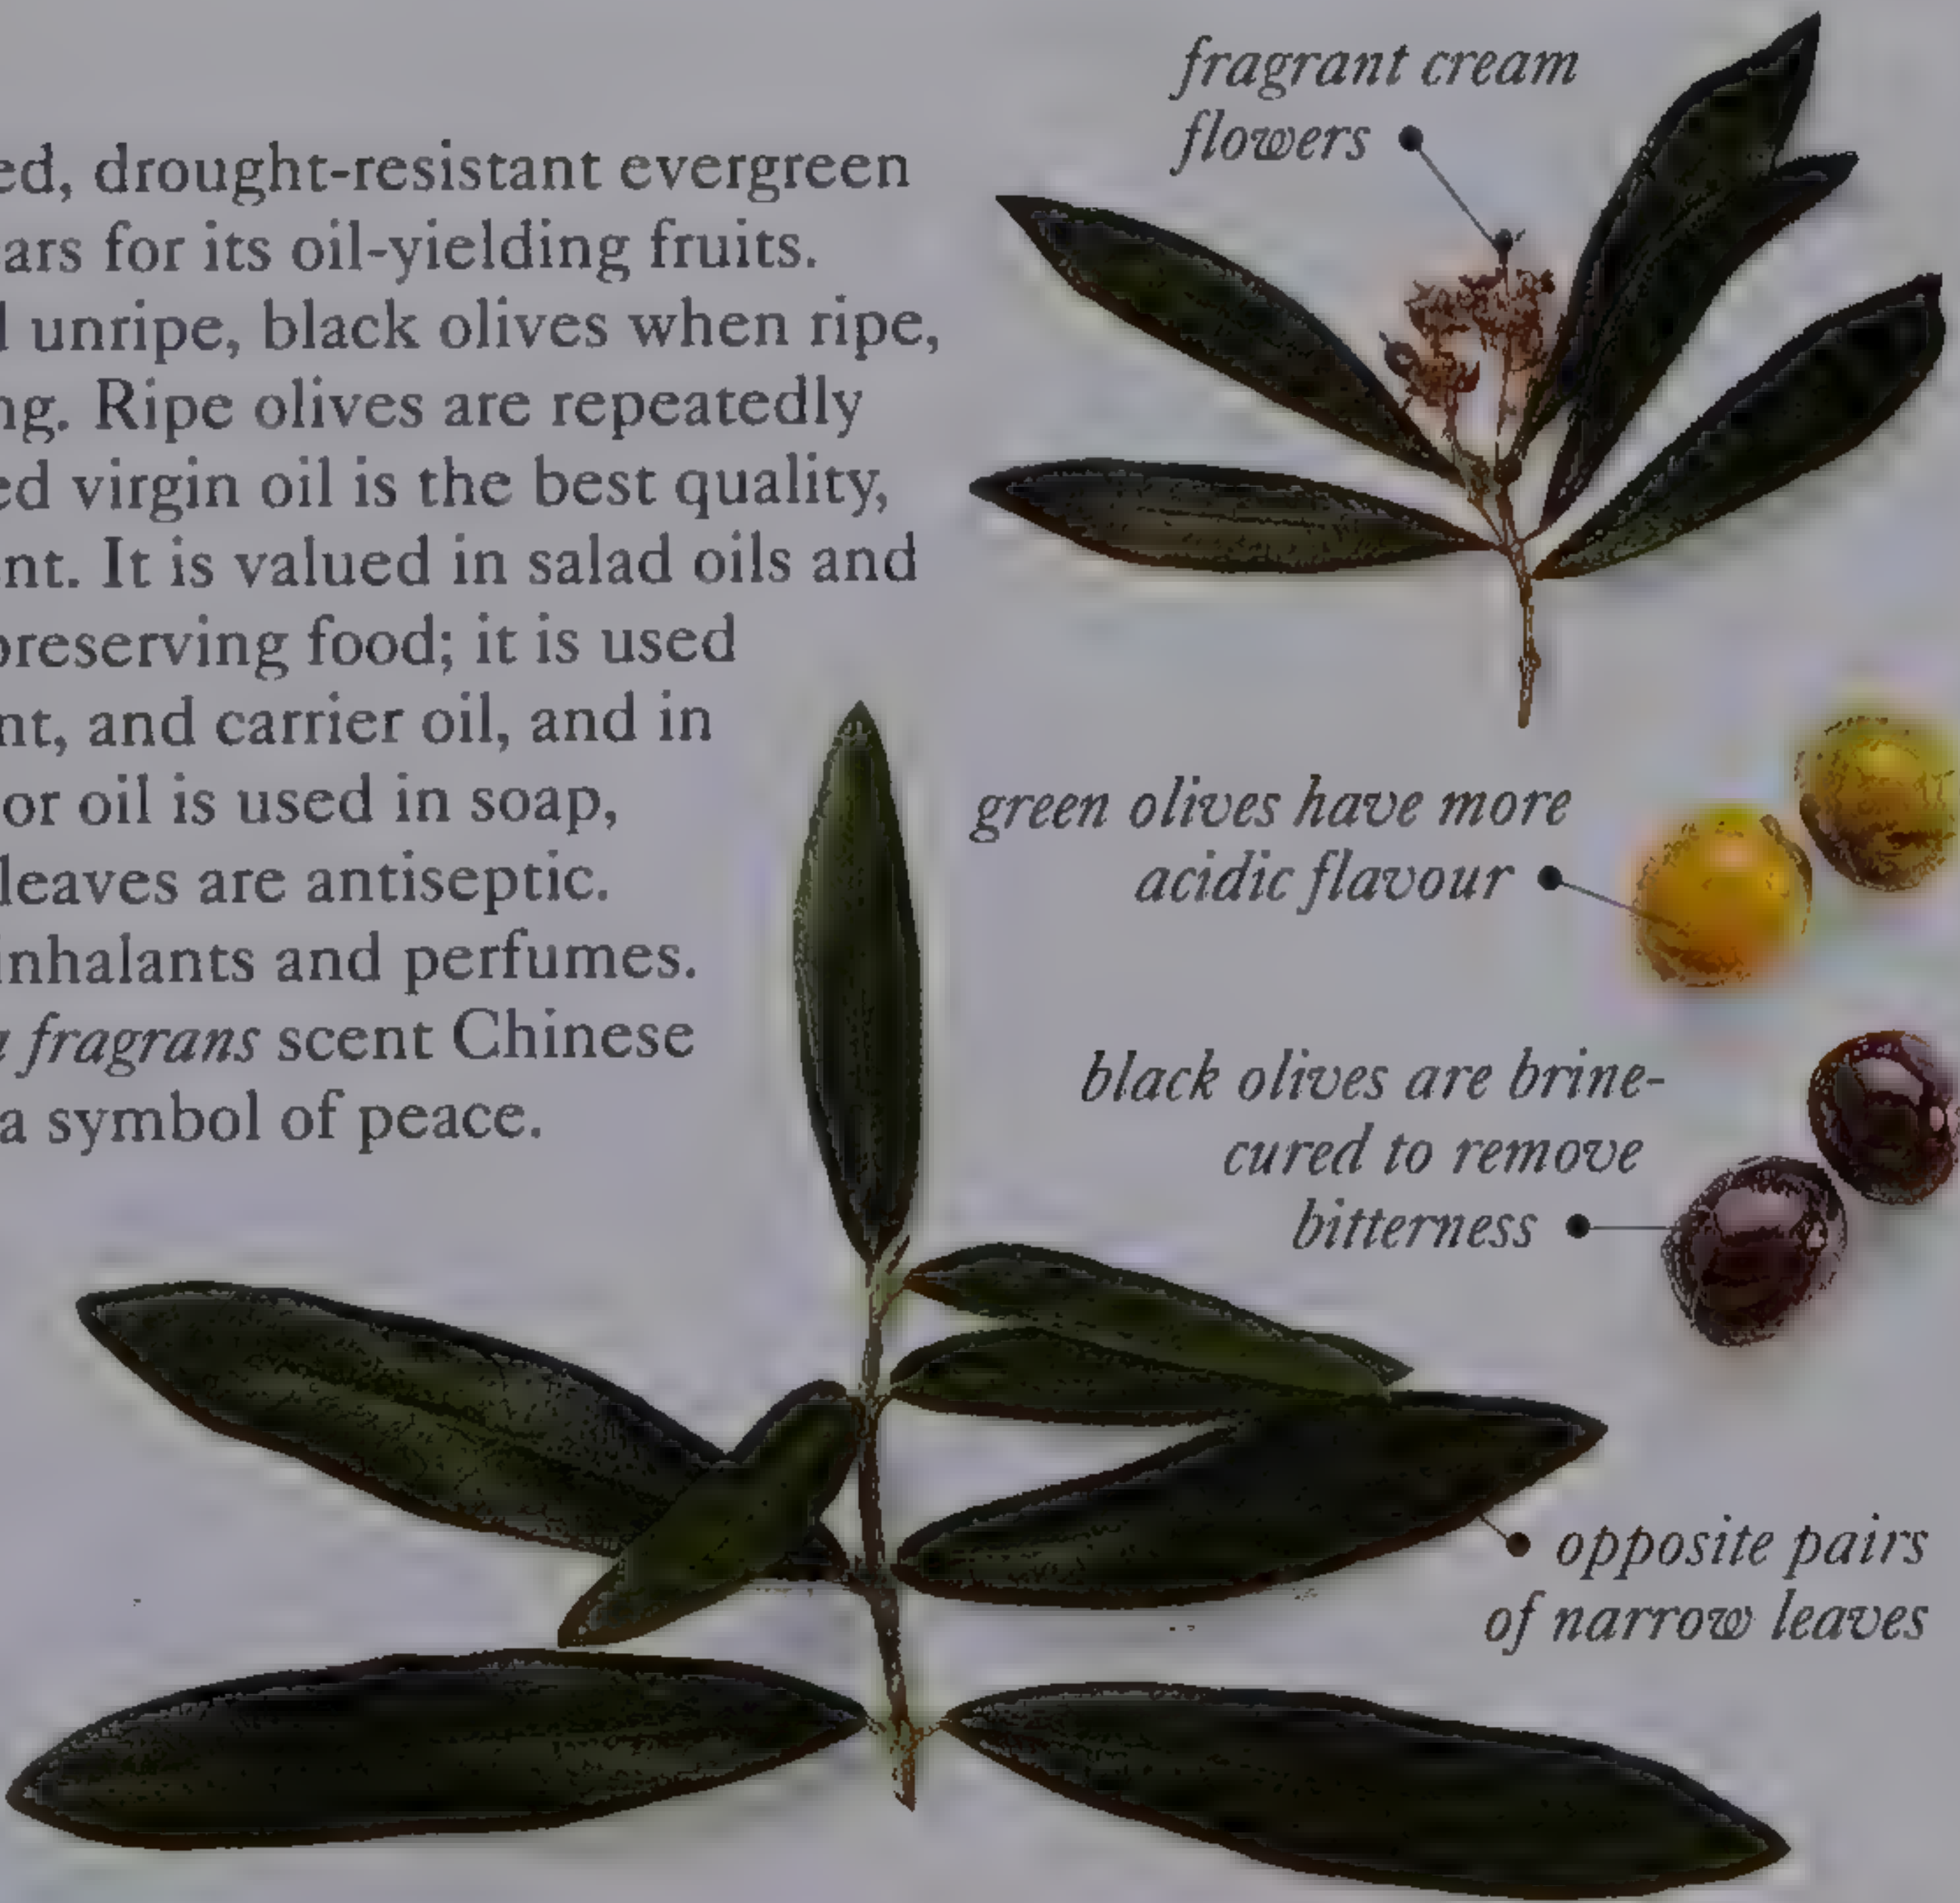 ed, drought-resistant evergreen
ars for its oil-yielding fruits.
unripe, black olives when ripe,
ng. Ripe olives are repeatedly
ed virgin oil is the best quality,
nt. It is valued in salad oils and
preserving food; it is used
nt, and carrier oil, and in
or oil is used in soap,
leaves are antiseptic.
inhalants and perfumes.
fragrans scent Chinese
a symbol of peace.
fragrant cream
flowers
green olives have more
acidic flavour
black olives are brine-
cured to remove
bitterness
opposite pairs
of narrow leaves